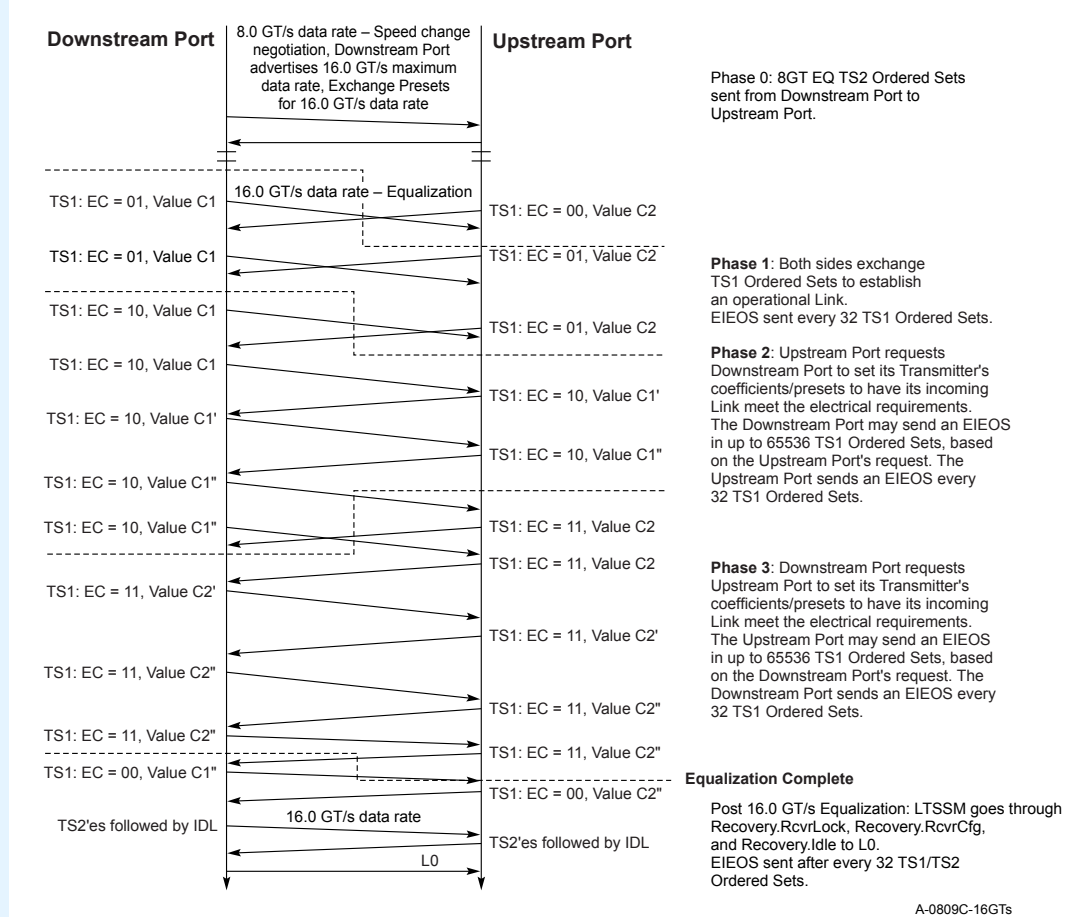 Downstream Port
8.0 GT/s data rate – Speed change
negotiation, Downstream Port
advertises 16.0 GT/s maximum
data rate, Exchange Presets
for 16.0 GT/s data rate
Upstream Port
Phase 0: 8GT EQ TS2 Ordered Sets
sent from Downstream Port to
Upstream Port.
16.0 GT/s data rate – Equalization
TS1: EC = 01, Value C1
TS1: EC = 00, Value C2
TS1: EC = 01, Value C1
TS1: EC = 01, Value C2
Phase 1: Both sides exchange
TS1 Ordered Sets to establish
an operational Link.
EIEOS sent every 32 TS1 Ordered Sets.
TS1: EC = 10, Value C1
TS1: EC = 01, Value C2
Phase 2: Upstream Port requests
Downstream Port to set its Transmitter's
coefficients/presets to have its incoming
Link meet the electrical requirements.
The Downstream Port may send an EIEOS
in up to 65536 TS1 Ordered Sets, based
on the Upstream Port's request. The
Upstream Port sends an EIEOS every
32 TS1 Ordered Sets.
TS1: EC = 10, Value C1
TS1: EC = 10, Value C1'
TS1: EC = 10, Value C1'
TS1: EC = 10, Value C1"
TS1: EC = 10, Value C1"
TS1: EC = 10, Value C1"
TS1: EC = 11, Value C2
TS1: EC = 11, Value C2
Phase 3: Downstream Port requests
Upstream Port to set its Transmitter's
coefficients/presets to have its incoming
Link meet the electrical requirements.
The Upstream Port may send an EIEOS
in up to 65536 TS1 Ordered Sets, based
on the Downstream Port's request. The
Downstream Port sends an EIEOS every
32 TS1 Ordered Sets.
TS1: EC = 11, Value C2'
TS1: EC = 11, Value C2'
TS1: EC = 11, Value C2"
TS1: EC = 11, Value C2"
TS1: EC = 11, Value C2"
TS1: EC = 11, Value C2"
TS1: EC = 00, Value C1"
Equalization Complete
TS1: EC = 00, Value C2"
Post 16.0 GT/s Equalization: LTSSM goes through
Recovery.RcvrLock, Recovery.RcvrCfg,
and Recovery.Idle to L0.
EIEOS sent after every 32 TS1/TS2
Ordered Sets.
16.0 GT/s data rate
TS2'es followed by IDL
TS2'es followed by IDL
L0
A-0809C-16GTs